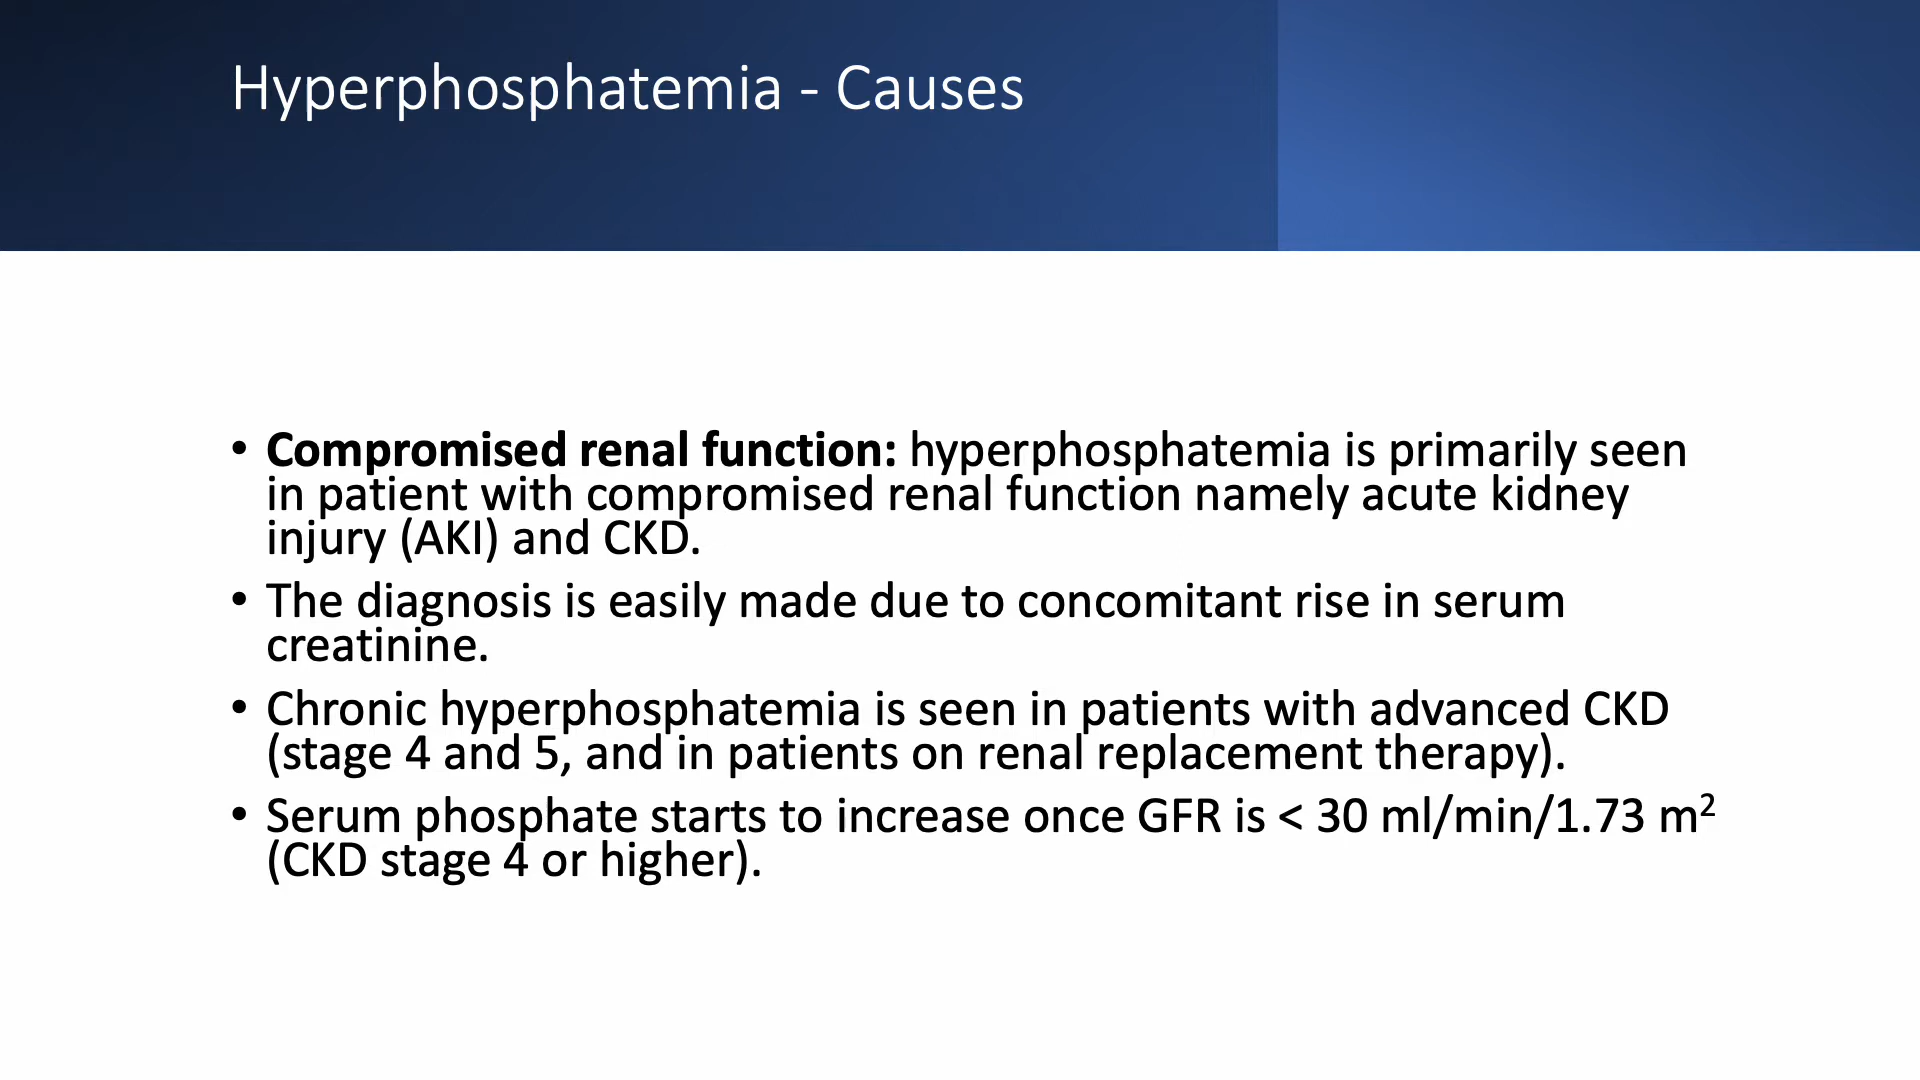 Hyperphosphatemia - Causes
• Compromised renal function: hyperphosphatemia is primarily seen
in patient with compromised renal function namely acute kidney
injury (AKI) and CKD.
• The diagnosis is easily made due to concomitant rise in serum
creatinine.
• Chronic hyperphosphatemia is seen in patients with advanced CKD
(stage 4 and 5, and in patients on renal replacement therapy).
• Serum phosphate starts to increase once GFR is < 30 ml/min/1.73 m²
(CKD stage 4 or higher).